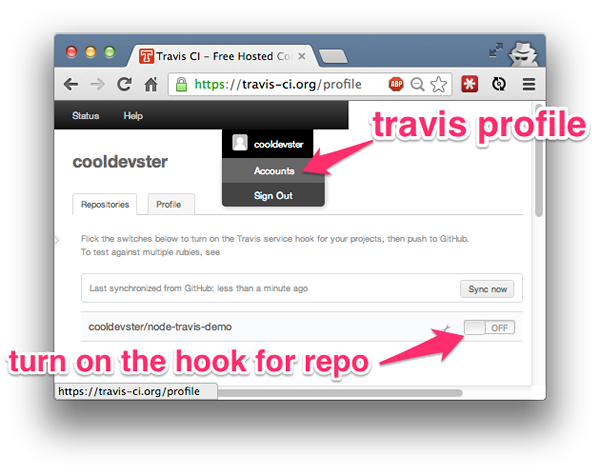 Travis CI - Free Hosted Co
https://travis-ci.org/profile
ABP
Status Help
travis profile
cooldevster
Accounts
Sign Out
cooldevster
Repositories Profile
Flick the switches below to turn on the Travis service hook for your projects, then push to GitHub.
To test against multiple rubies, see
Last synchronized from GitHub: less than a minute ago Sync now
cooldevster/node-travis-demo OFF
turn on the hook for repo
https://travis-ci.org/profile